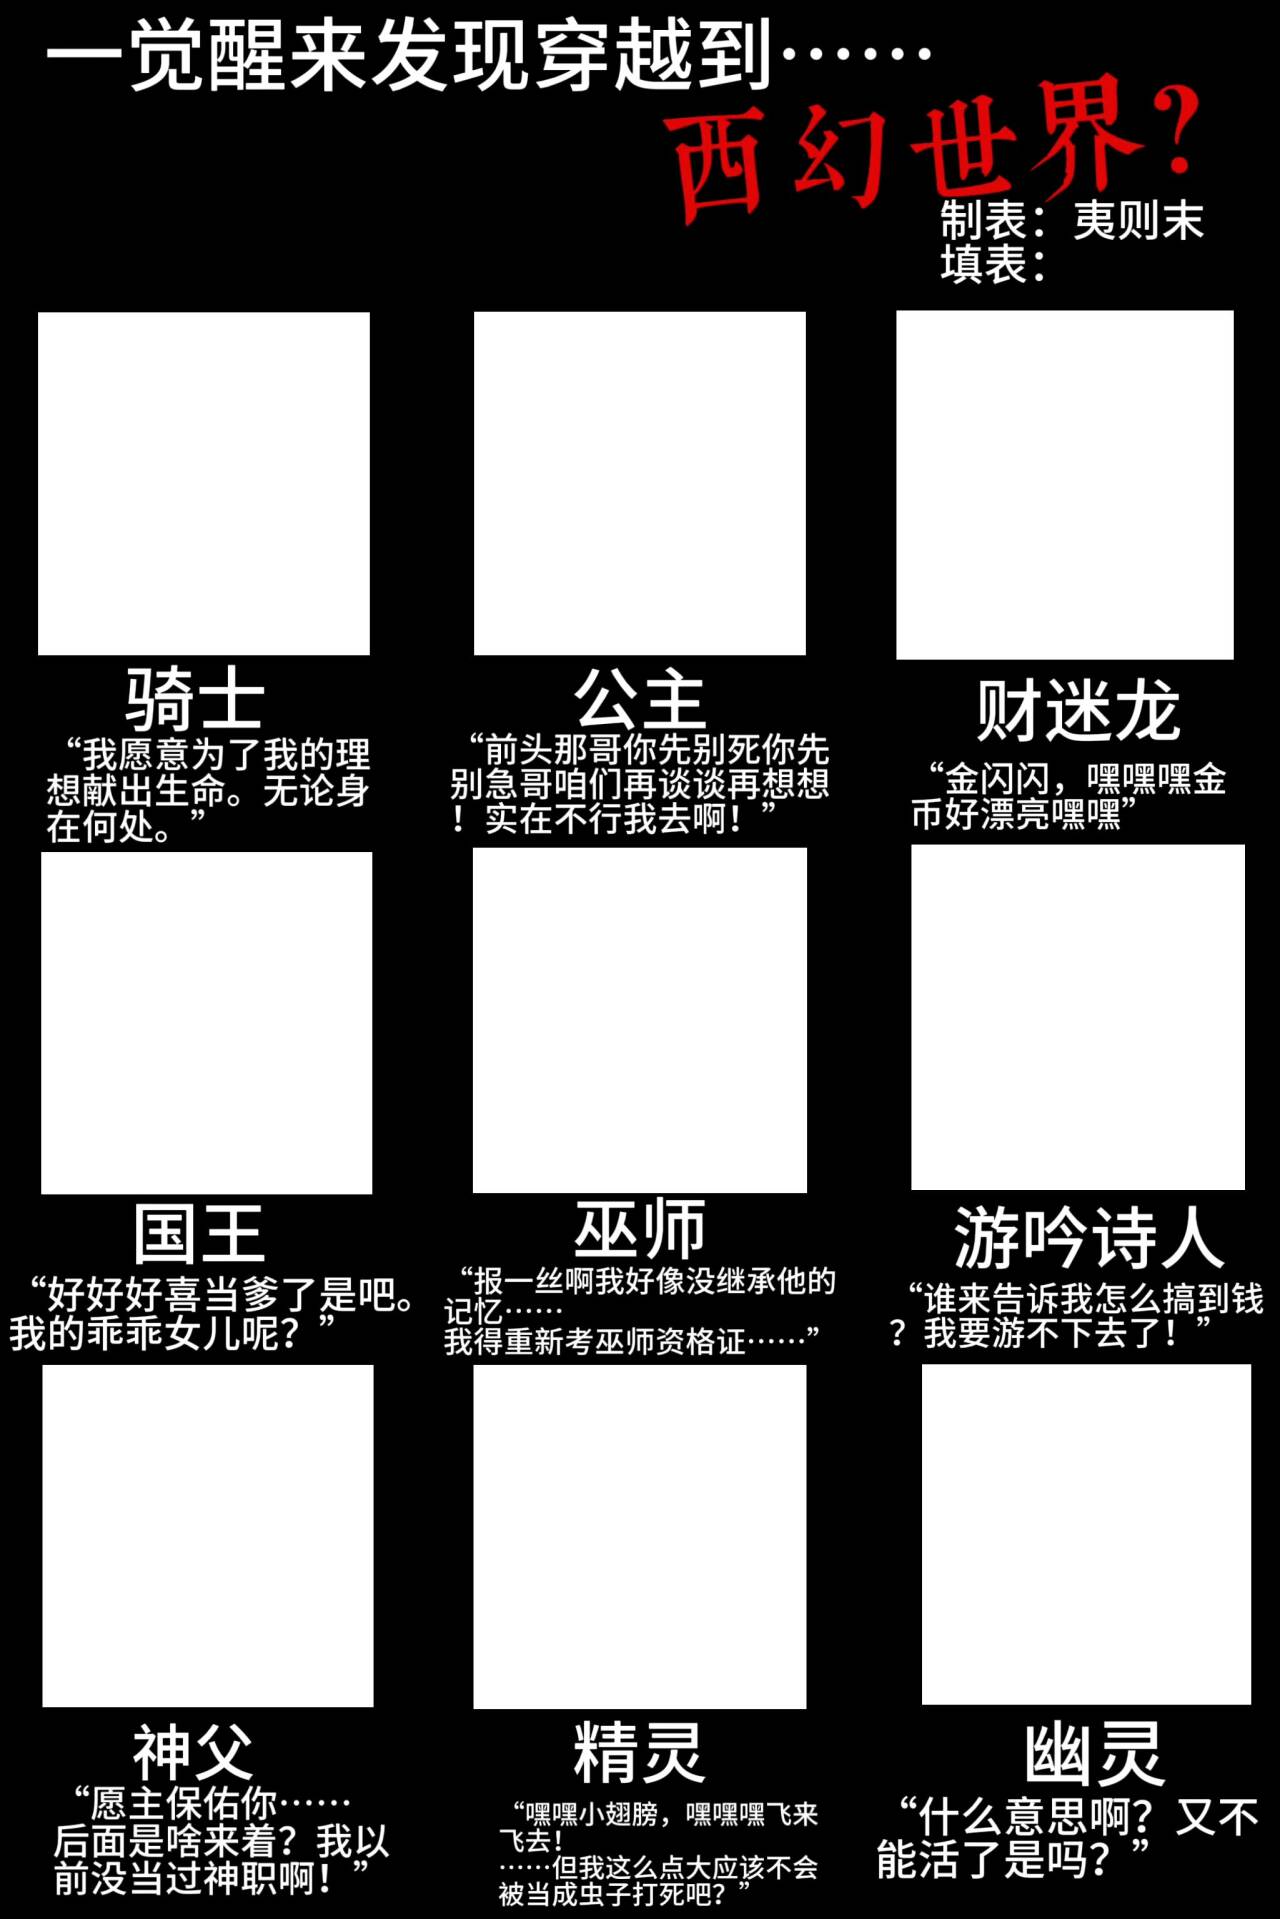 一觉醒来发现穿越到……
西幻世界？
制表：夷则末
填表：
骑士
“我愿意为了我的理
想献出生命。无论身
在何处。”
公主
“前头那哥你先别死你先
别急哥咱们再谈谈再想想
！实在不行我去啊！”
财迷龙
“金闪闪，嘿嘿嘿金
币好漂亮嘿嘿”
国王
“好好好喜当爹了是吧。
我的乖乖女儿呢？”
巫师
“报一丝啊我好像没继承他的
记忆……
我得重新考巫师资格证……”
游吟诗人
“谁来告诉我怎么搞到钱
？我要游不下去了！”
神父
“愿主保佑你……
后面是啥来着？我以
前没当过神职啊！”
精灵
“嘿嘿小翅膀，嘿嘿嘿飞来
飞去！
……但我这么点大应该不会
被当成虫子打死吧？”
幽灵
“什么意思啊？又不
能活了是吗？”